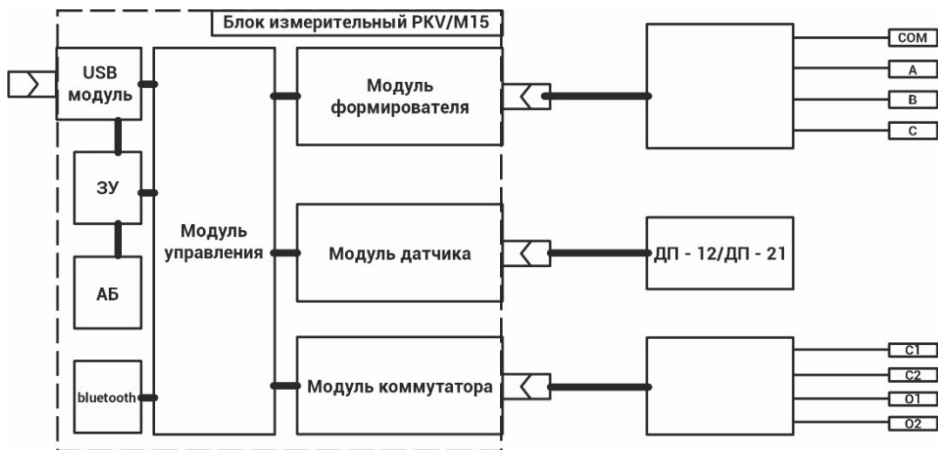 Блок измерительный PKV/M15
USB
модуль
ЗУ
АБ
bluetooth
Модуль
управления
Модуль
формирователя
Модуль датчика
Модуль коммутатора
COM
A
B
C
ДП - 12/ДП - 21
C1
C2
O1
O2